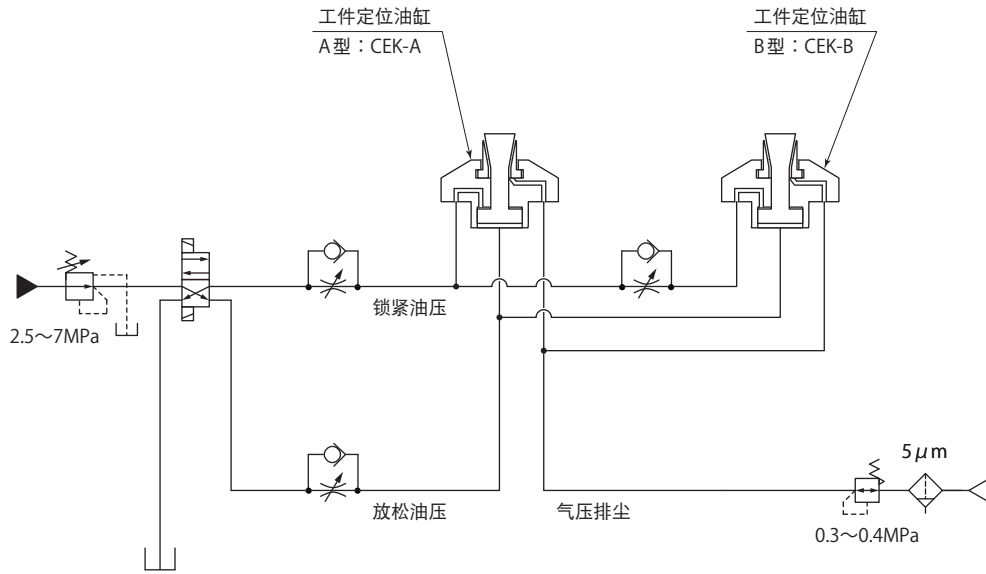 工件定位油缸
A型：CEK-A
工件定位油缸
B型：CEK-B
2.5～7MPa
锁紧油压
放松油压
气压排尘
5μm
0.3～0.4MPa